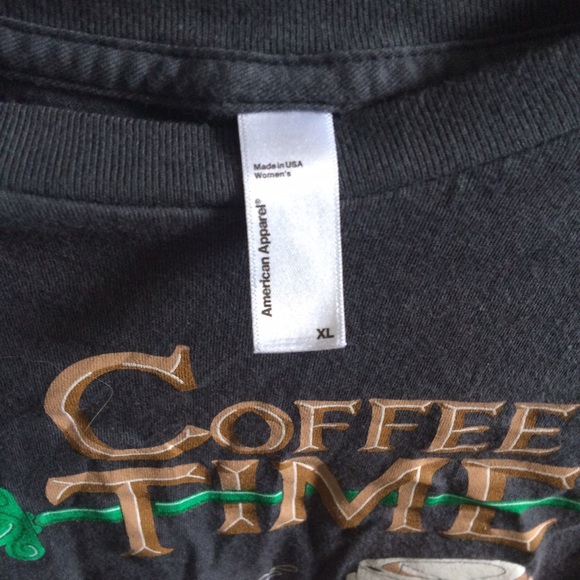 Made in USA
Women's
American Apparel®
XL
COFFEE
TIME